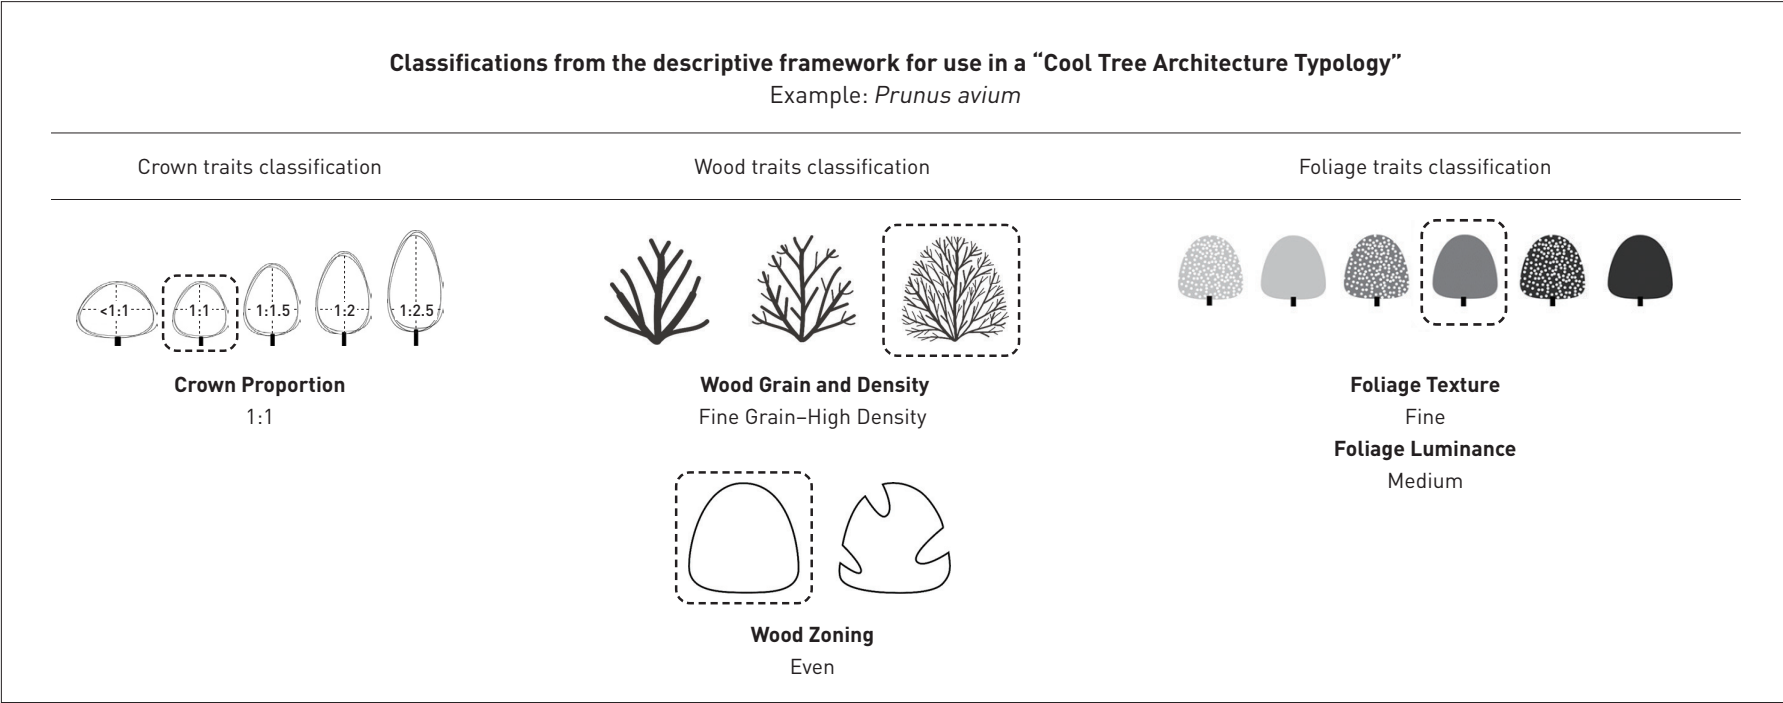 Classifications from the descriptive framework for use in a “Cool Tree Architecture Typology”
Example: Prunus avium
Crown traits classification
Wood traits classification
Foliage traits classification
<1:1
1:1
1:1.5
1:2
1:2.5
Crown Proportion
1:1
Wood Grain and Density
Fine Grain–High Density
Wood Zoning
Even
Foliage Texture
Fine
Foliage Luminance
Medium